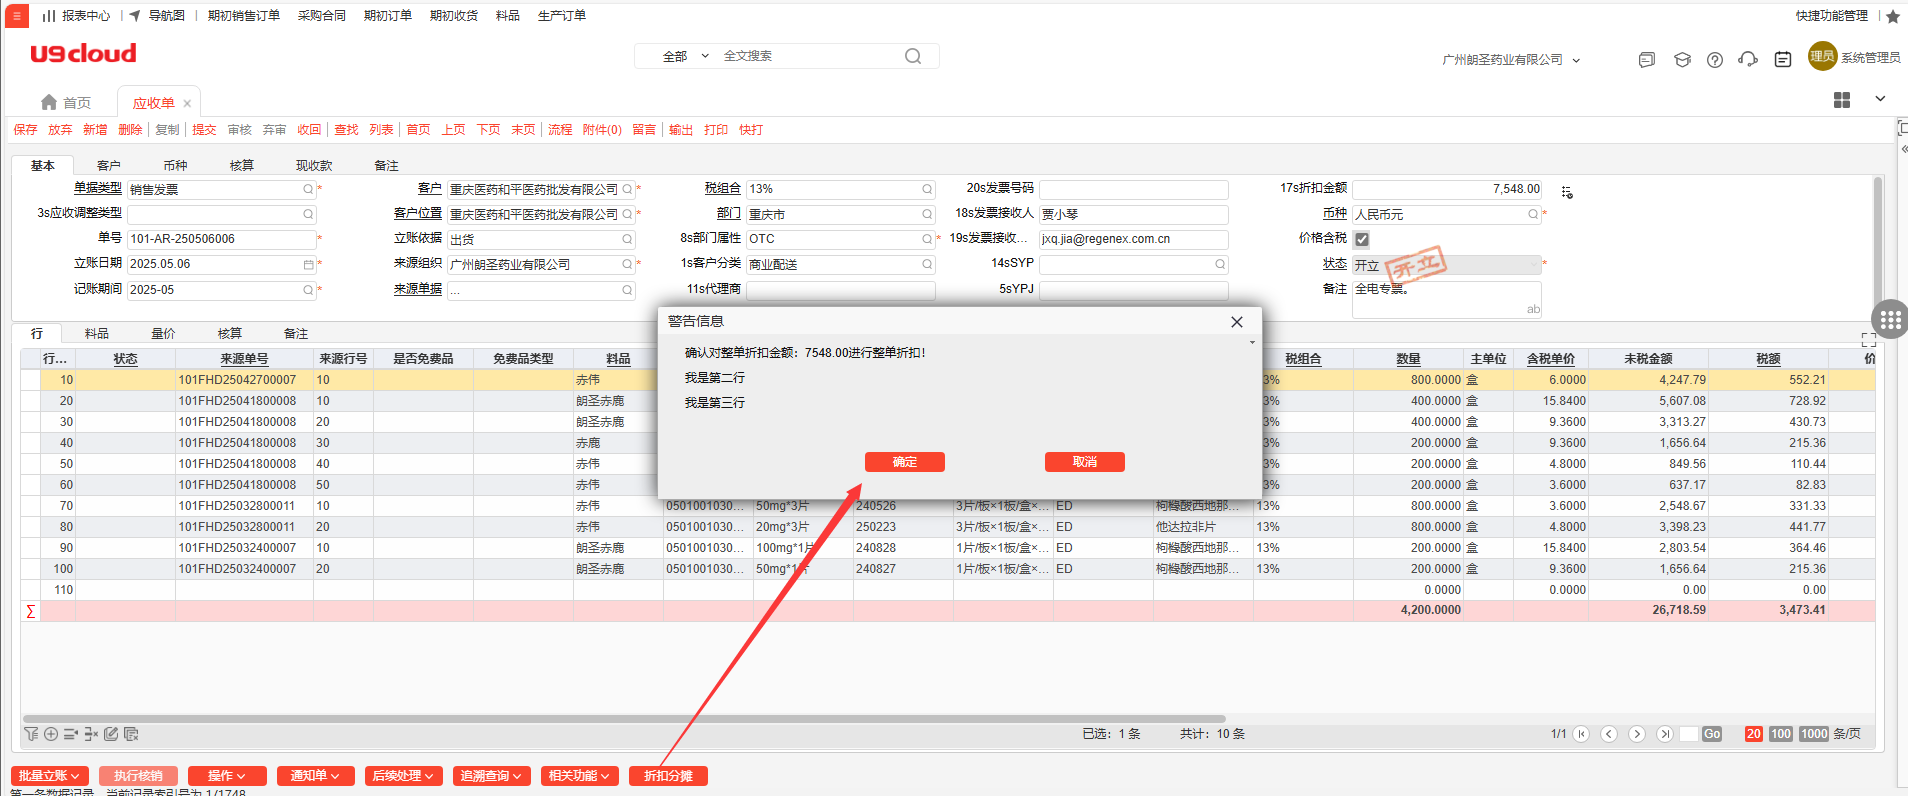 报表中心 导航图 期初销售订单 采购合同 期初订单 期初收货 料品 生产订单 快捷功能管理
U9cloud 全部 全文搜索 广州朗圣药业有限公司 理员 系统管理员
首页 应收单
保存 放弃 新增 删除 复制 提交 审核 弃审 收回 查找 列表 首页 上页 下页 末页 流程 附件(0) 留言 输出 打印 快打
基本 客户 币种 核算 现收款 备注
单据类型 销售发票 * 客户 重庆医药和平医药批发有限公司 * 税组合 13% 20s发票号码 17s折扣金额 7,548.00
3s应收调整类型 客户位置 重庆医药和平医药批发有限公司 * 部门 重庆市 18s发票接收人 贾小琴 币种 人民币元 *
单号 101-AR-250506006 * 立账依据 出货 8s部门属性 OTC * 19s发票接收... jxq.jia@regenex.com.cn 价格含税
立账日期 2025.05.06 * 来源组织 广州朗圣药业有限公司 * 1s客户分类 商业配送 14sSYP 状态 开立 开立 *
记账期间 2025-05 * 来源单据 ... 11s代理商 5sYPJ 备注 全电专票。
ab
行 料品 量价 核算 备注
警告信息
确认对整单折扣金额：7548.00进行整单折扣!
我是第二行
我是第三行
确定 取消
行... 状态 来源单号 来源行号 是否免费品 免费品类型 料品 税组合 数量 主单位 含税单价 未税金额 税额 价
10 101FHD25042700007 10 赤伟 3% 800.0000 盒 6.0000 4,247.79 552.21
20 101FHD25041800008 10 朗圣赤鹿 3% 400.0000 盒 15.8400 5,607.08 728.92
30 101FHD25041800008 20 朗圣赤鹿 3% 400.0000 盒 9.3600 3,313.27 430.73
40 101FHD25041800008 30 赤鹿 3% 200.0000 盒 9.3600 1,656.64 215.36
50 101FHD25041800008 40 赤伟 3% 200.0000 盒 4.8000 849.56 110.44
60 101FHD25041800008 50 赤伟 3% 200.0000 盒 3.6000 637.17 82.83
70 101FHD25032800011 10 赤伟 0501001030... 50mg*3片 240526 3片/板×1板/盒×... ED 枸橼酸西地那... 13% 800.0000 盒 3.6000 2,548.67 331.33
80 101FHD25032800011 20 赤伟 0501001030... 20mg*3片 250223 3片/板×1板/盒×... ED 他达拉非片 13% 800.0000 盒 4.8000 3,398.23 441.77
90 101FHD25032400007 10 朗圣赤鹿 0501001030... 100mg*1片 240828 1片/板×1板/盒×... ED 枸橼酸西地那... 13% 200.0000 盒 15.8400 2,803.54 364.46
100 101FHD25032400007 20 朗圣赤鹿 0501001030... 50mg*1片 240827 1片/板×1板/盒×... ED 枸橼酸西地那... 13% 200.0000 盒 9.3600 1,656.64 215.36
110 0.0000 0.0000 0.00 0.00
∑ 4,200.0000 26,718.59 3,473.41
已选：1 条 共计：10 条 1/1 Go 20 100 1000 条/页
批量立账 执行核销 操作 通知单 后续处理 追溯查询 相关功能 折扣分摊
第一条数据记录，当前记录索引号为 1/1748